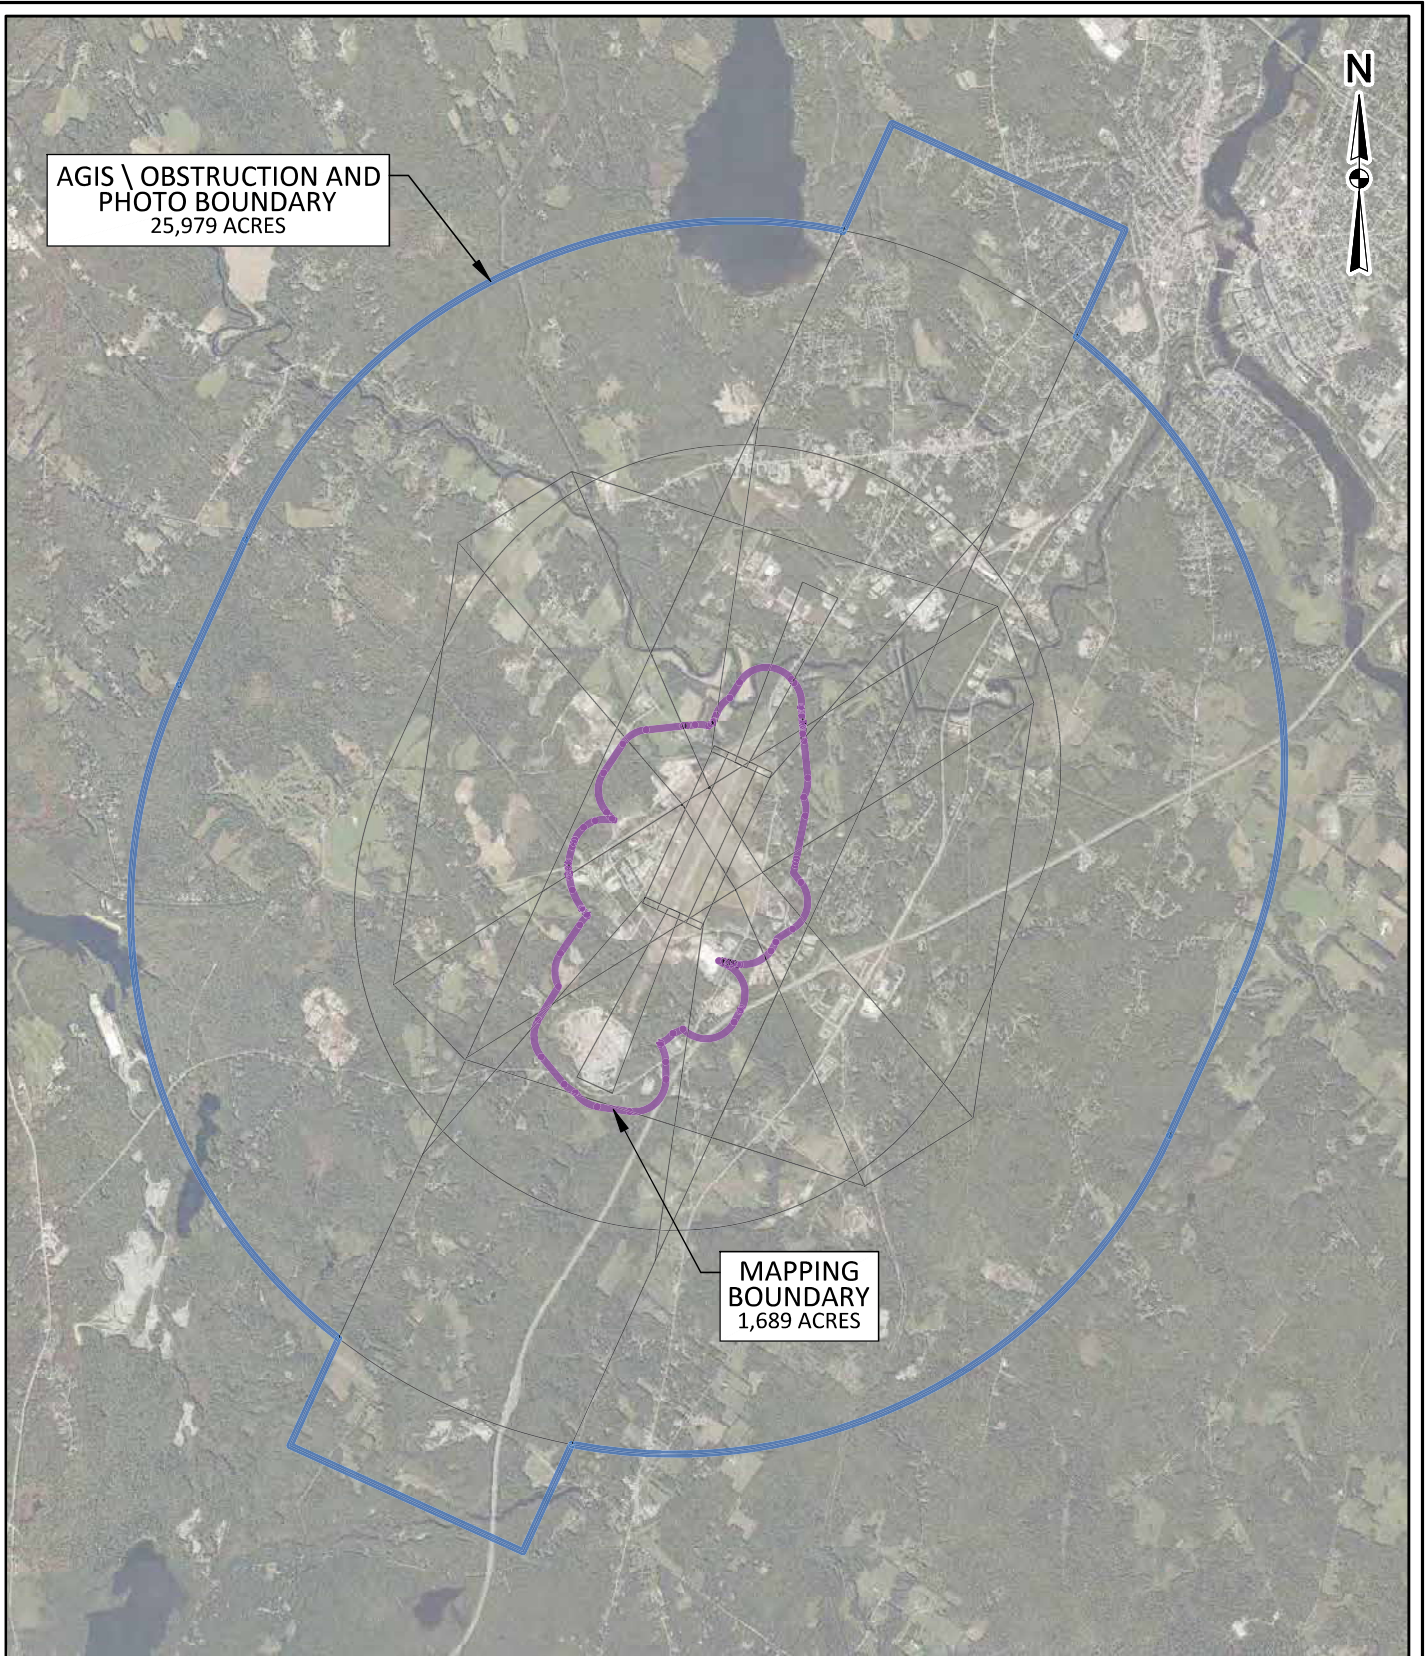 N
AGIS \ OBSTRUCTION AND
PHOTO BOUNDARY
25,979 ACRES
MAPPING
BOUNDARY
1,689 ACRES